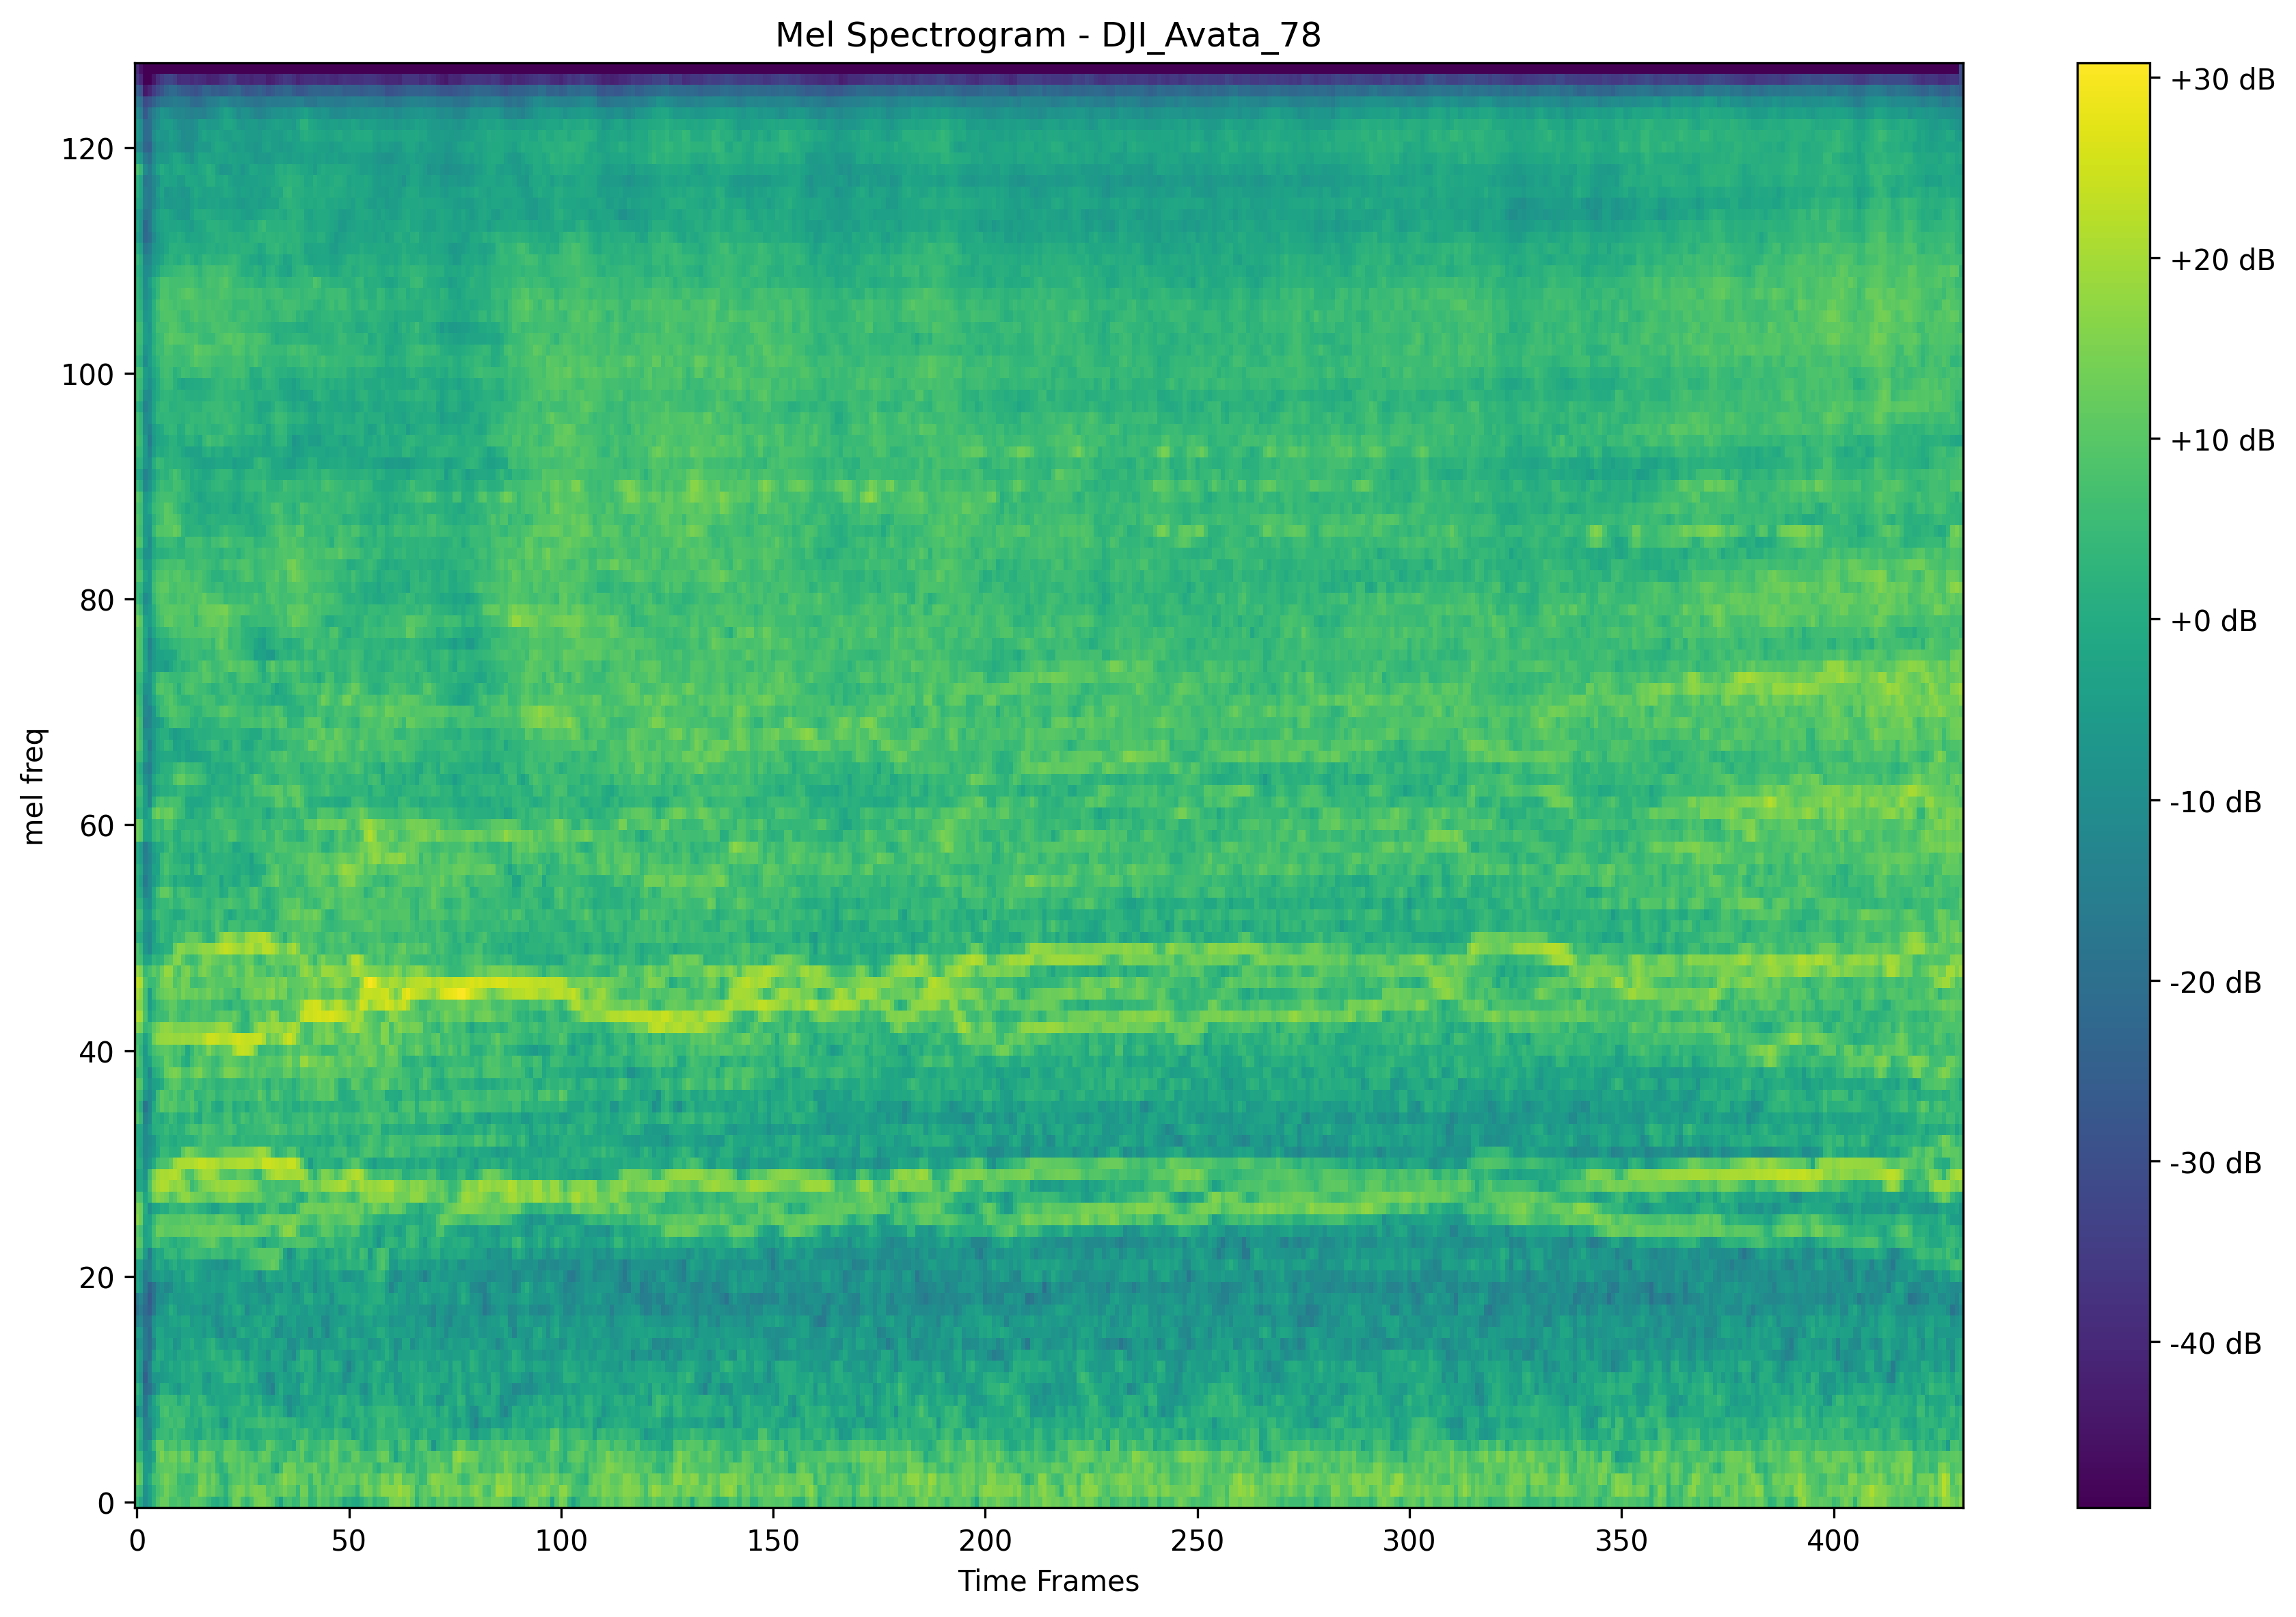 Mel Spectrogram - DJI_Avata_78
mel freq
120
100
80
60
40
20
0
0 50 100 150 200 250 300 350 400
Time Frames
+30 dB
+20 dB
+10 dB
+0 dB
-10 dB
-20 dB
-30 dB
-40 dB